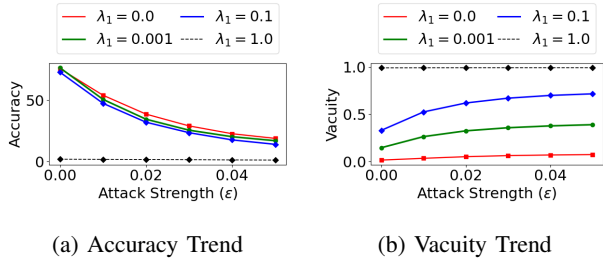 λ₁ = 0.0 λ₁ = 0.1
λ₁ = 0.001 λ₁ = 1.0
Accuracy
50
0
0.00 0.02 0.04
Attack Strength (ε)
(a) Accuracy Trend
λ₁ = 0.0 λ₁ = 0.1
λ₁ = 0.001 λ₁ = 1.0
Vacuity
1.0
0.5
0.0
0.00 0.02 0.04
Attack Strength (ε)
(b) Vacuity Trend